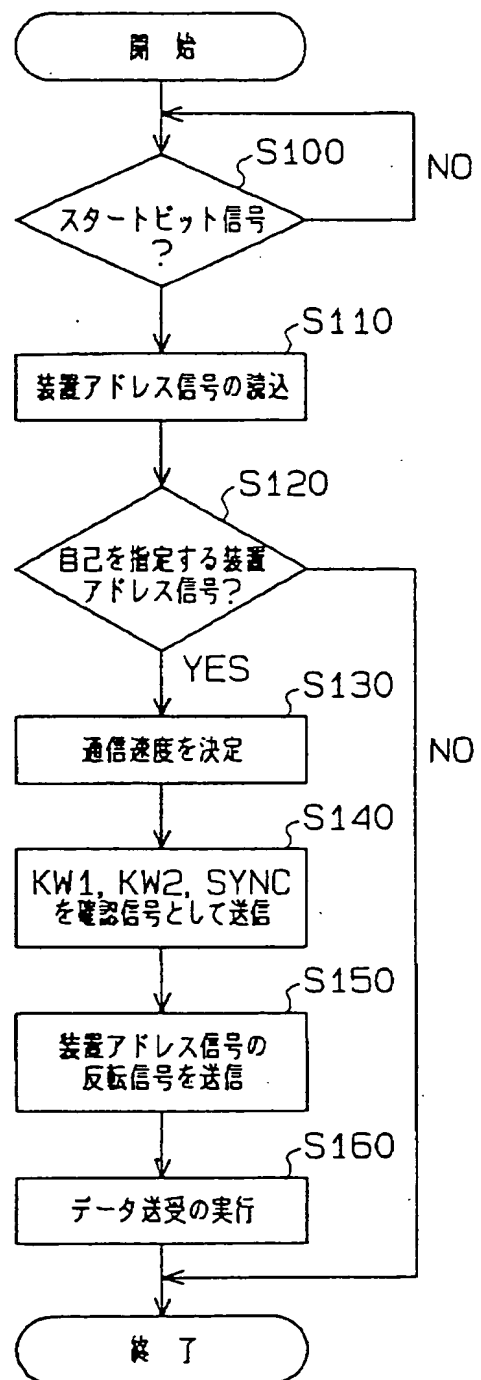 開 始
S100
NO
スタートビット信号
?
S110
装置アドレス信号の読込
S120
自己を指定する装置
アドレス信号?
YES
NO
S130
通信速度を決定
S140
KW1, KW2, SYNC
を確認信号として送信
S150
装置アドレス信号の
反転信号を送信
S160
データ送受の実行
終 了